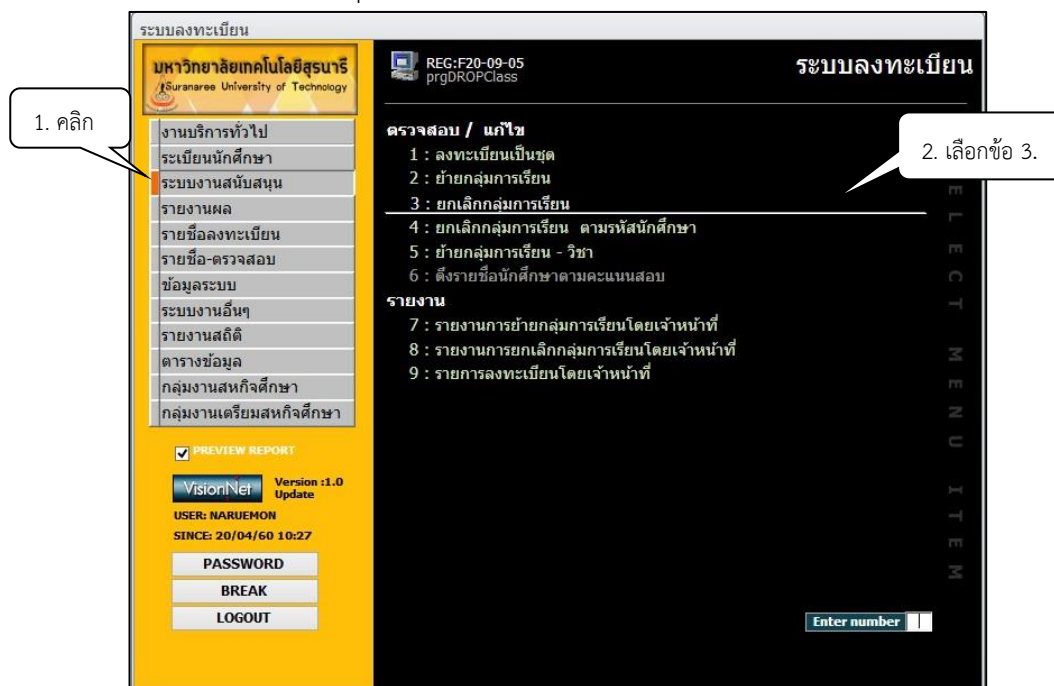 ระบบลงทะเบียน
มหาวิทยาลัยเทคโนโลยีสุรนารี
Suranaree University of Technology
REG:F20-09-05
prgDROPClass
ระบบลงทะเบียน
1. คลิก
งานบริการทั่วไป
ระเบียนนักศึกษา
ระบบงานสนับสนุน
รายงานผล
รายชื่อลงทะเบียน
รายชื่อ-ตรวจสอบ
ข้อมูลระบบ
ระบบงานอื่นๆ
รายงานสถิติ
ตารางข้อมูล
กลุ่มงานสหกิจศึกษา
กลุ่มงานเตรียมสหกิจศึกษา
PREVIEW REPORT
VisionNet
Version :1.0
Update
USER: NARUEMON
SINCE: 20/04/60 10:27
PASSWORD
BREAK
LOGOUT
ตรวจสอบ / แก้ไข
1 : ลงทะเบียนเป็นชุด
2 : ย้ายกลุ่มการเรียน
3 : ยกเลิกกลุ่มการเรียน
4 : ยกเลิกกลุ่มการเรียน ตามรหัสนักศึกษา
5 : ย้ายกลุ่มการเรียน - วิชา
6 : ดึงรายชื่อนักศึกษาตามคะแนนสอบ
รายงาน
7 : รายงานการย้ายกลุ่มการเรียนโดยเจ้าหน้าที่
8 : รายงานการยกเลิกกลุ่มการเรียนโดยเจ้าหน้าที่
9 : รายการลงทะเบียนโดยเจ้าหน้าที่
2. เลือกข้อ 3.
ELECT MENU ITEM
Enter number